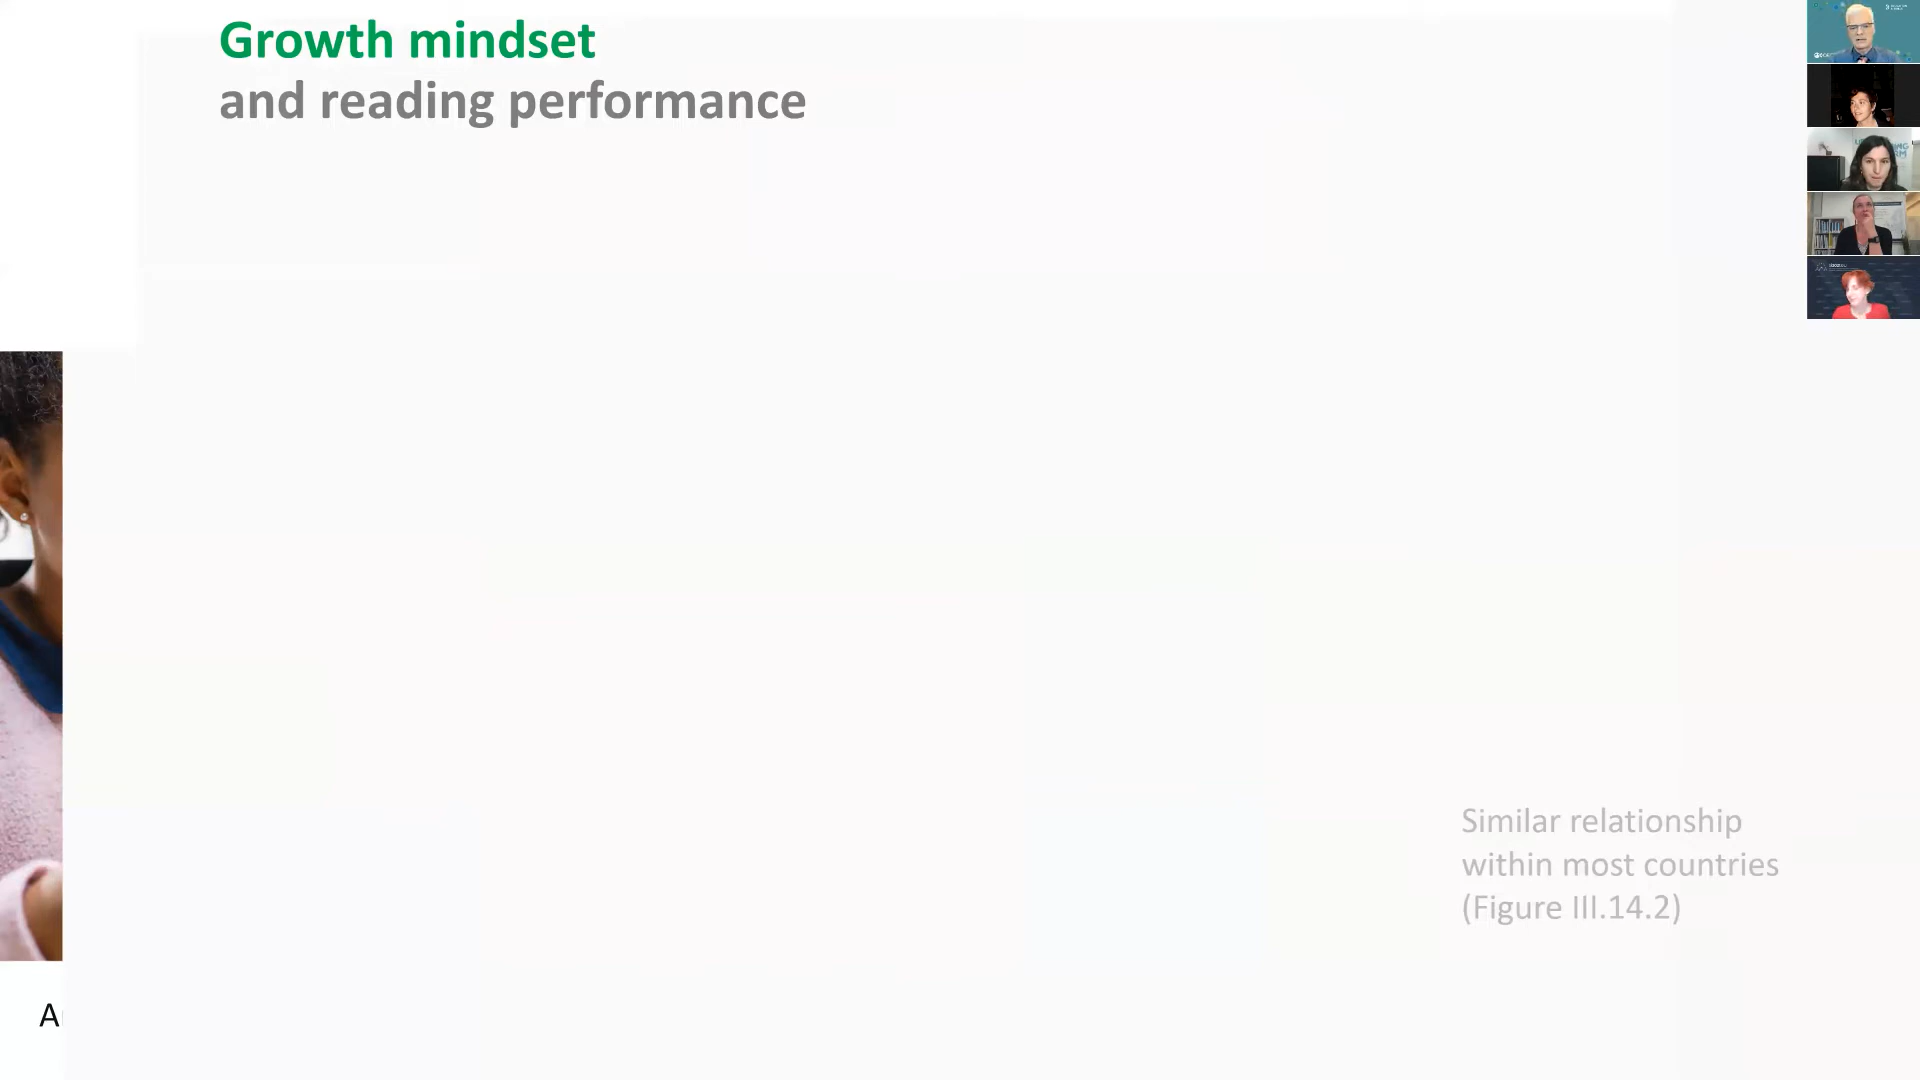 Growth mindset
and reading performance
Similar relationship
within most countries
(Figure III.14.2)
A